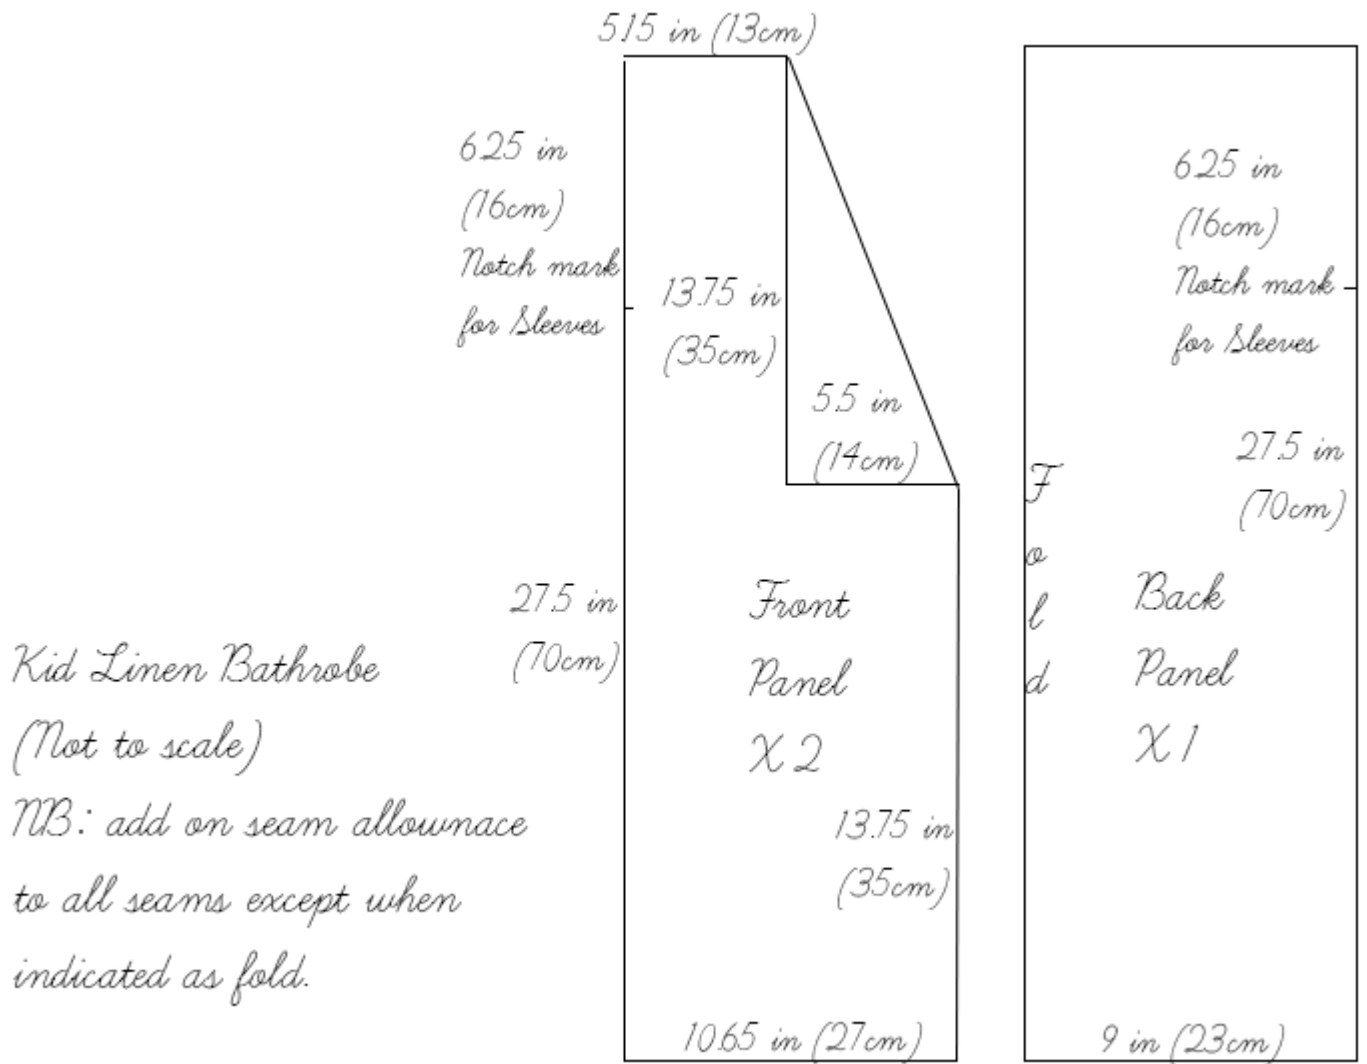 5.15 in (13cm)
6.25 in
(16cm)
Notch mark
for Sleeves
13.75 in
(35cm)
5.5 in
(14cm)
27.5 in
(70cm)
Front
Panel
X 2
13.75 in
(35cm)
10.65 in (27cm)
6.25 in
(16cm)
Notch mark
for Sleeves
27.5 in
(70cm)
F
o
l
d
Back
Panel
X 1
9 in (23cm)
Kid Linen Bathrobe
(Not to scale)
NB: add on seam allownace
to all seams except when
indicated as fold.